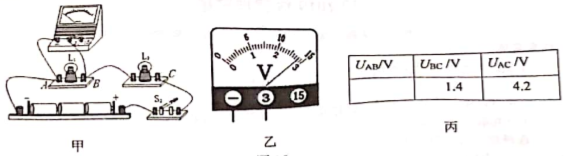 L₁
L₂
A
B
C
S₂
−
+
甲
0 5 10 15
0 1 2 3
V
− 3 15
乙
U_AB/V U_BC/V U_AC/V
1.4 4.2
丙